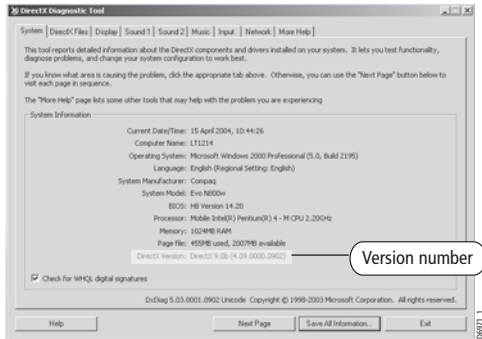 DirectX Diagnostic Tool
System DirectX Files Display Sound 1 Sound 2 Music Input Network More Help
This tool reports detailed information about the DirectX components and drivers installed on your system. It lets you test functionality,
diagnose problems, and change your system configuration to work best.
If you know what area is causing the problem, click the appropriate tab above. Otherwise, you can use the "Next Page" button below to
visit each page in sequence.
The "More Help" page lists some other tools that may help with the problem you are experiencing
System Information
Current Date/Time: 15 April 2004, 10:44:26
Computer Name: LT1214
Operating System: Microsoft Windows 2000 Professional (5.0, Build 2195)
Language: English (Regional Setting: English)
System Manufacturer: Compaq
System Model: Evo N800w
BIOS: HB Version 14.20
Processor: Mobile Intel(R) Pentium(R) 4 - M CPU 2.20GHz
Memory: 1024MB RAM
Page file: 455MB used, 2007MB available
DirectX Version: DirectX 9.0b (4.09.0000.0902)
Version number
Check for WHQL digital signatures
DxDiag 5.03.0001.0902 Unicode Copyright © 1998-2003 Microsoft Corporation. All rights reserved.
Help Next Page Save All Information... Exit
D6971_1